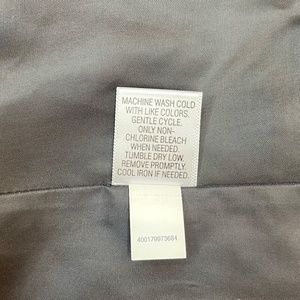 MACHINE WASH COLD
WITH LIKE COLORS.
GENTLE CYCLE.
ONLY NON-
CHLORINE BLEACH
WHEN NEEDED.
TUMBLE DRY LOW.
REMOVE PROMPTLY.
COOL IRON IF NEEDED.
400179973684